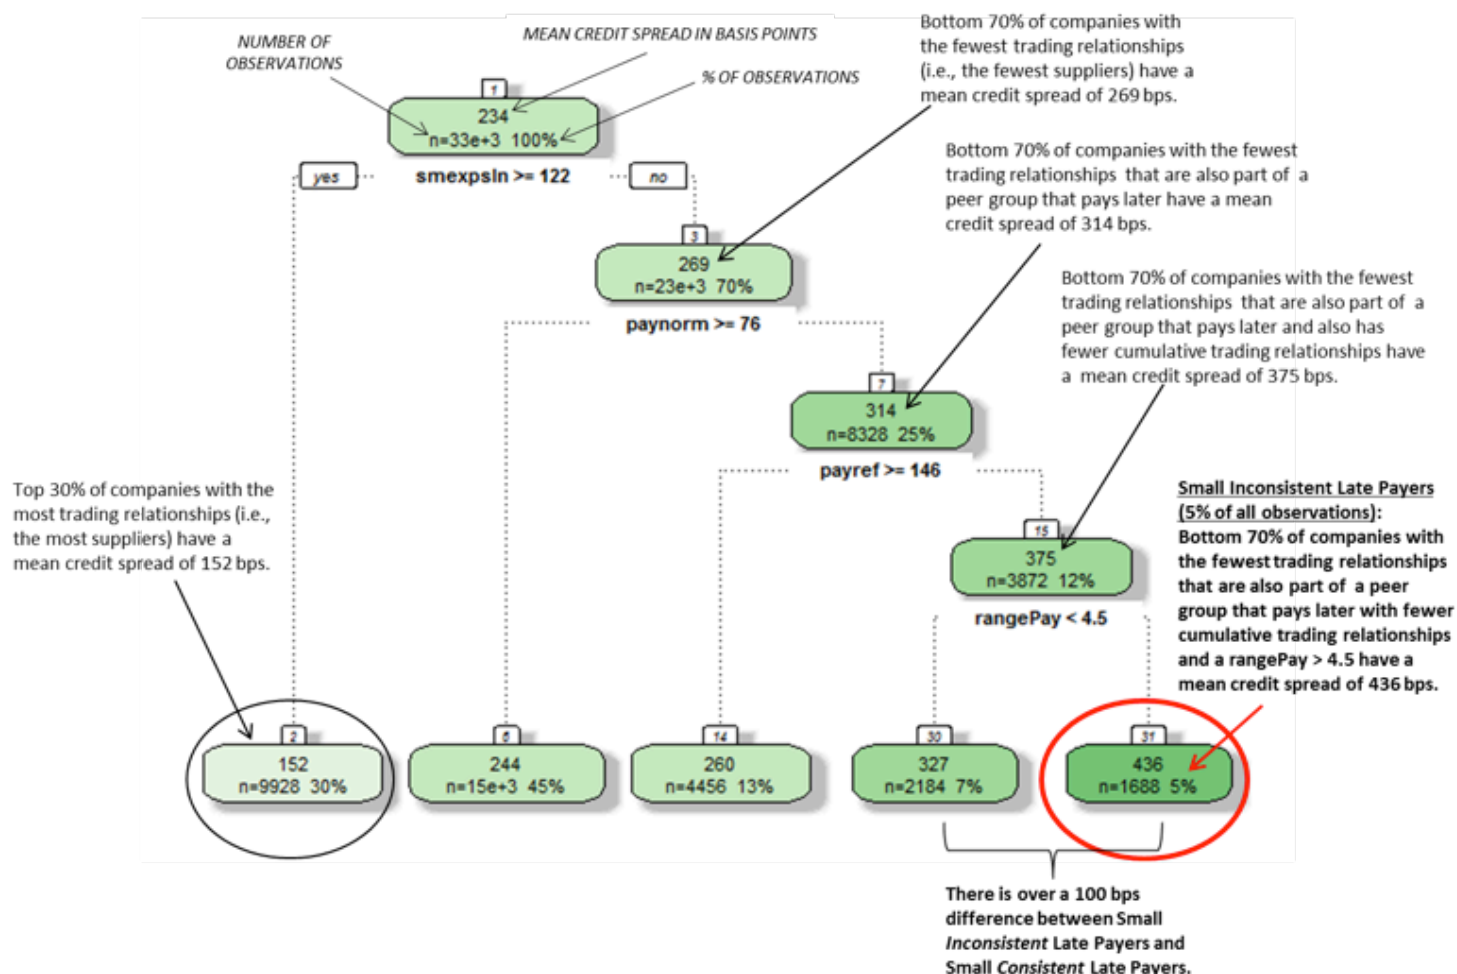 NUMBER OF
OBSERVATIONS
MEAN CREDIT SPREAD IN BASIS POINTS
% OF OBSERVATIONS
Bottom 70% of companies with
the fewest trading relationships
(i.e., the fewest suppliers) have a
mean credit spread of 269 bps.
1
234
n=33e+3 100%
yes
smexpsln >= 122
no
Bottom 70% of companies with the fewest
trading relationships that are also part of a
peer group that pays later have a mean
credit spread of 314 bps.
3
269
n=23e+3 70%
paynorm >= 76
Bottom 70% of companies with the fewest
trading relationships that are also part of a
peer group that pays later and also has
fewer cumulative trading relationships have
a mean credit spread of 375 bps.
7
314
n=8328 25%
payref >= 146
Top 30% of companies with the
most trading relationships (i.e.,
the most suppliers) have a
mean credit spread of 152 bps.
15
375
n=3872 12%
rangePay < 4.5
Small Inconsistent Late Payers
(5% of all observations):
Bottom 70% of companies with
the fewest trading relationships
that are also part of a peer
group that pays later with fewer
cumulative trading relationships
and a rangePay > 4.5 have a
mean credit spread of 436 bps.
2
152
n=9928 30%
6
244
n=15e+3 45%
14
260
n=4456 13%
30
327
n=2184 7%
31
436
n=1688 5%
There is over a 100 bps
difference between Small
Inconsistent Late Payers and
Small Consistent Late Payers.